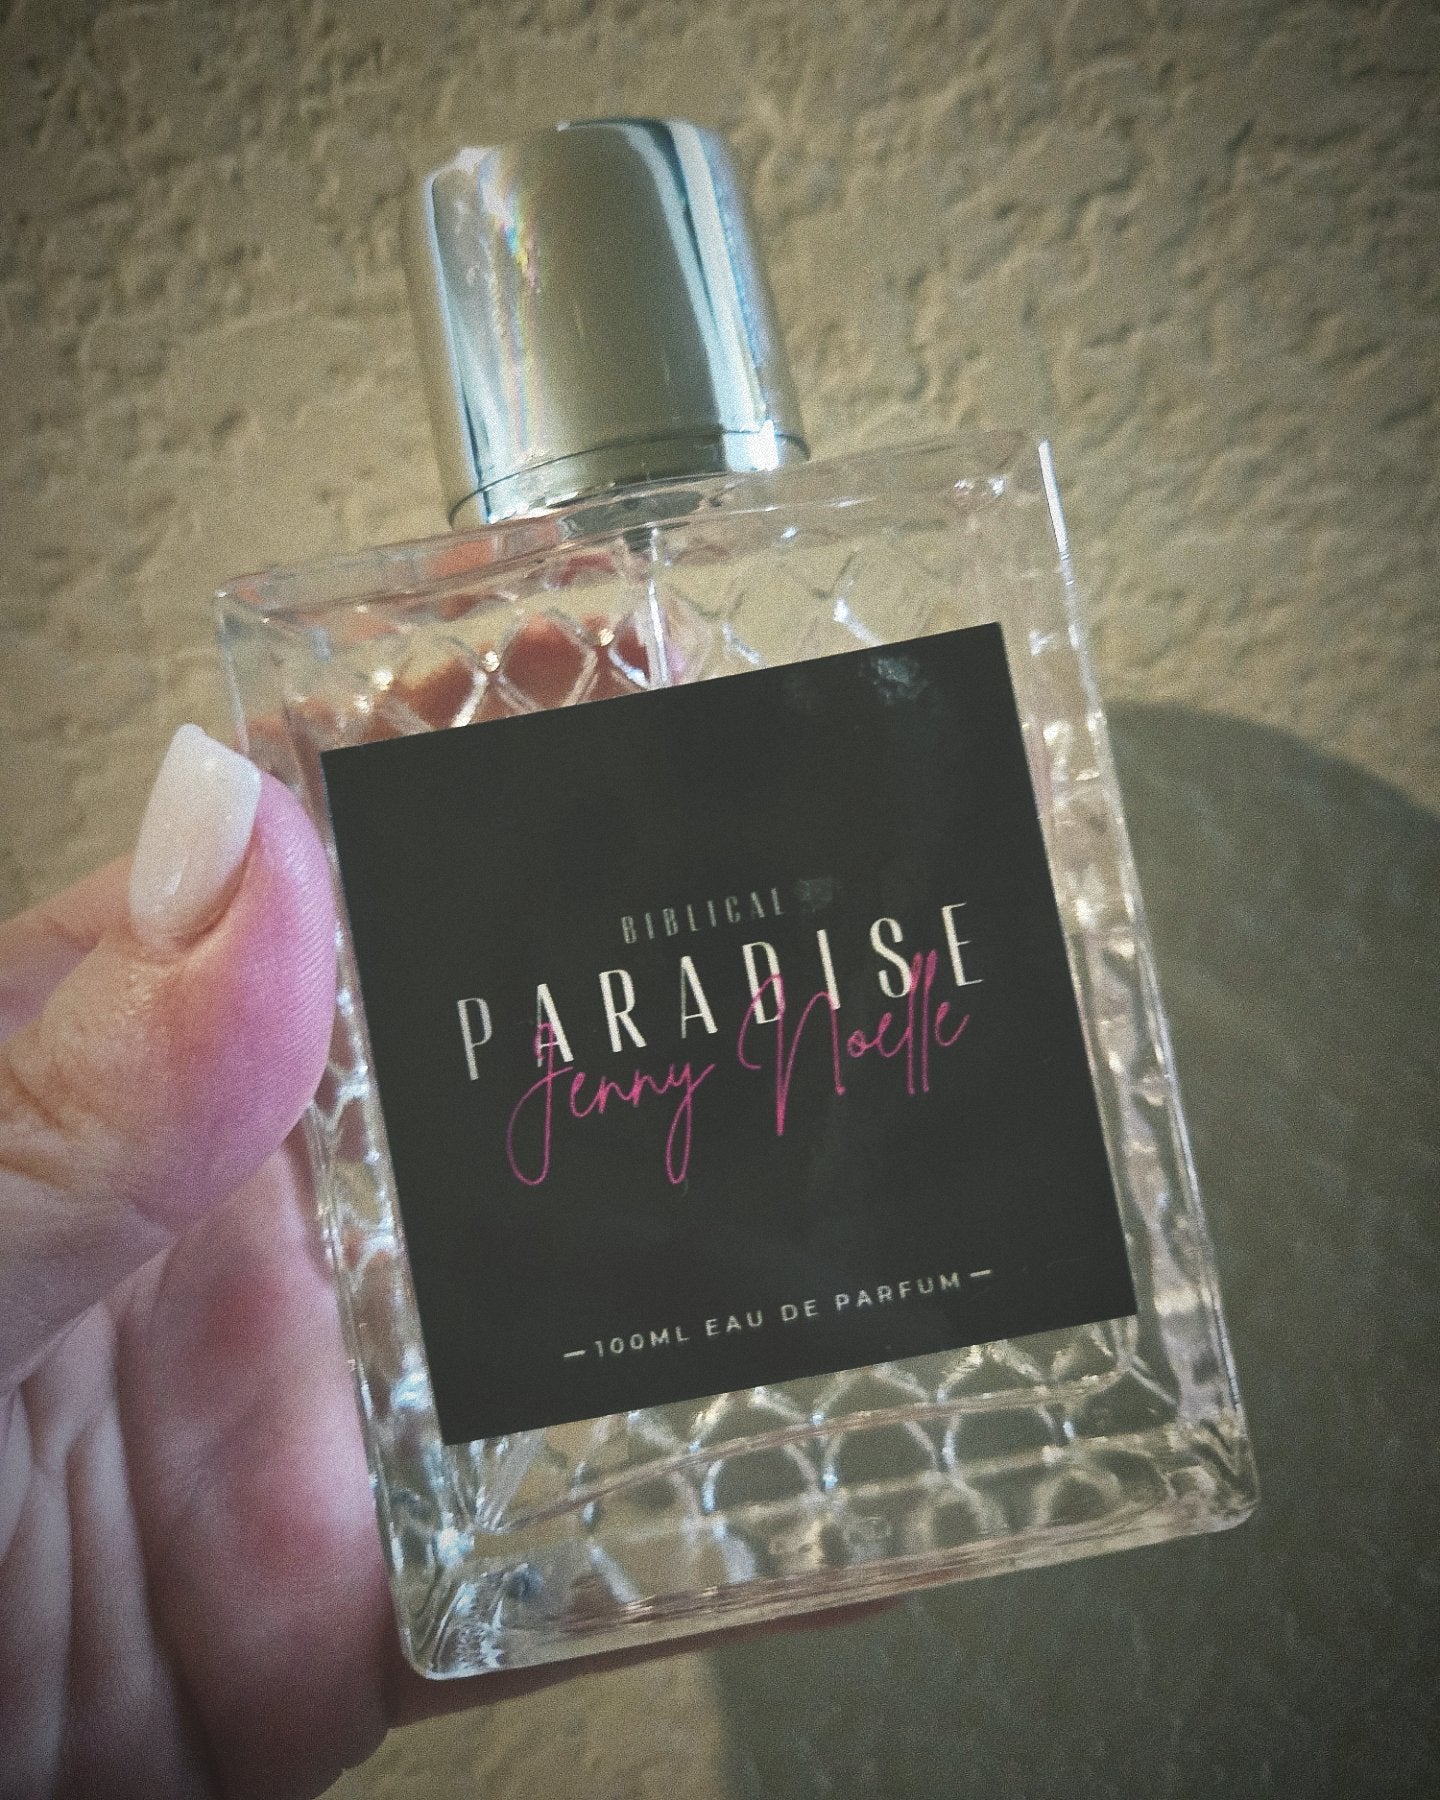 BIBLICAL
PARADISE
Jenny Noelle
—100ML EAU DE PARFUM—